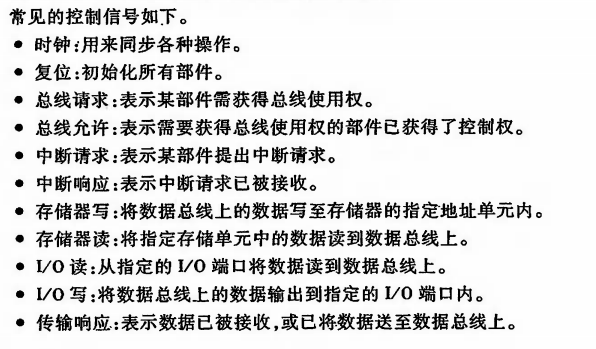 常见的控制信号如下。
● 时钟:用来同步各种操作。
● 复位:初始化所有部件。
● 总线请求:表示某部件需获得总线使用权。
● 总线允许:表示需要获得总线使用权的部件已获得了控制权。
● 中断请求:表示某部件提出中断请求。
● 中断响应:表示中断请求已被接收。
● 存储器写:将数据总线上的数据写至存储器的指定地址单元内。
● 存储器读:将指定存储单元中的数据读到数据总线上。
● I/O 读:从指定的 I/O 端口将数据读到数据总线上。
● I/O 写:将数据总线上的数据输出到指定的 I/O 端口内。
● 传输响应:表示数据已被接收,或已将数据送至数据总线上。